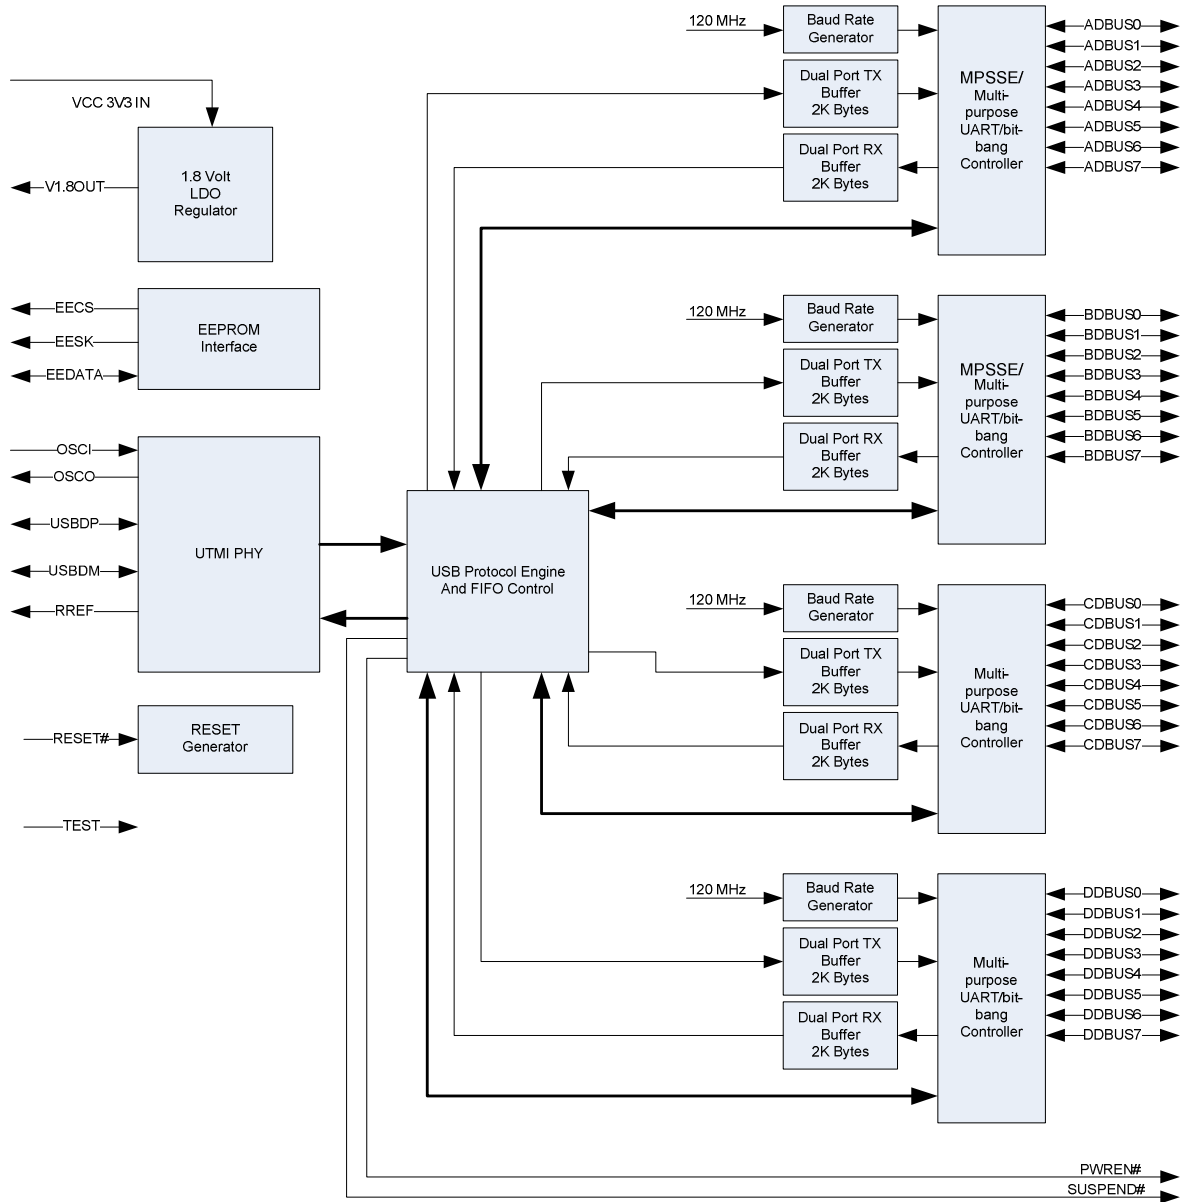 VCC 3V3 IN
1.8 Volt
LDO
Regulator
V1.8OUT
EECS
EESK
EEDATA
EEPROM
Interface
OSCI
OSCO
USBDP
USBDM
RREF
UTMI PHY
RESET#
RESET
Generator
TEST
USB Protocol Engine
And FIFO Control
120 MHz
Baud Rate
Generator
Dual Port TX
Buffer
2K Bytes
Dual Port RX
Buffer
2K Bytes
MPSSE/
Multi-
purpose
UART/bit-
bang
Controller
ADBUS0
ADBUS1
ADBUS2
ADBUS3
ADBUS4
ADBUS5
ADBUS6
ADBUS7
120 MHz
Baud Rate
Generator
Dual Port TX
Buffer
2K Bytes
Dual Port RX
Buffer
2K Bytes
MPSSE/
Multi-
purpose
UART/bit-
bang
Controller
BDBUS0
BDBUS1
BDBUS2
BDBUS3
BDBUS4
BDBUS5
BDBUS6
BDBUS7
120 MHz
Baud Rate
Generator
Dual Port TX
Buffer
2K Bytes
Dual Port RX
Buffer
2K Bytes
Multi-
purpose
UART/bit-
bang
Controller
CDBUS0
CDBUS1
CDBUS2
CDBUS3
CDBUS4
CDBUS5
CDBUS6
CDBUS7
120 MHz
Baud Rate
Generator
Dual Port TX
Buffer
2K Bytes
Dual Port RX
Buffer
2K Bytes
Multi-
purpose
UART/bit-
bang
Controller
DDBUS0
DDBUS1
DDBUS2
DDBUS3
DDBUS4
DDBUS5
DDBUS6
DDBUS7
PWREN#
SUSPEND#